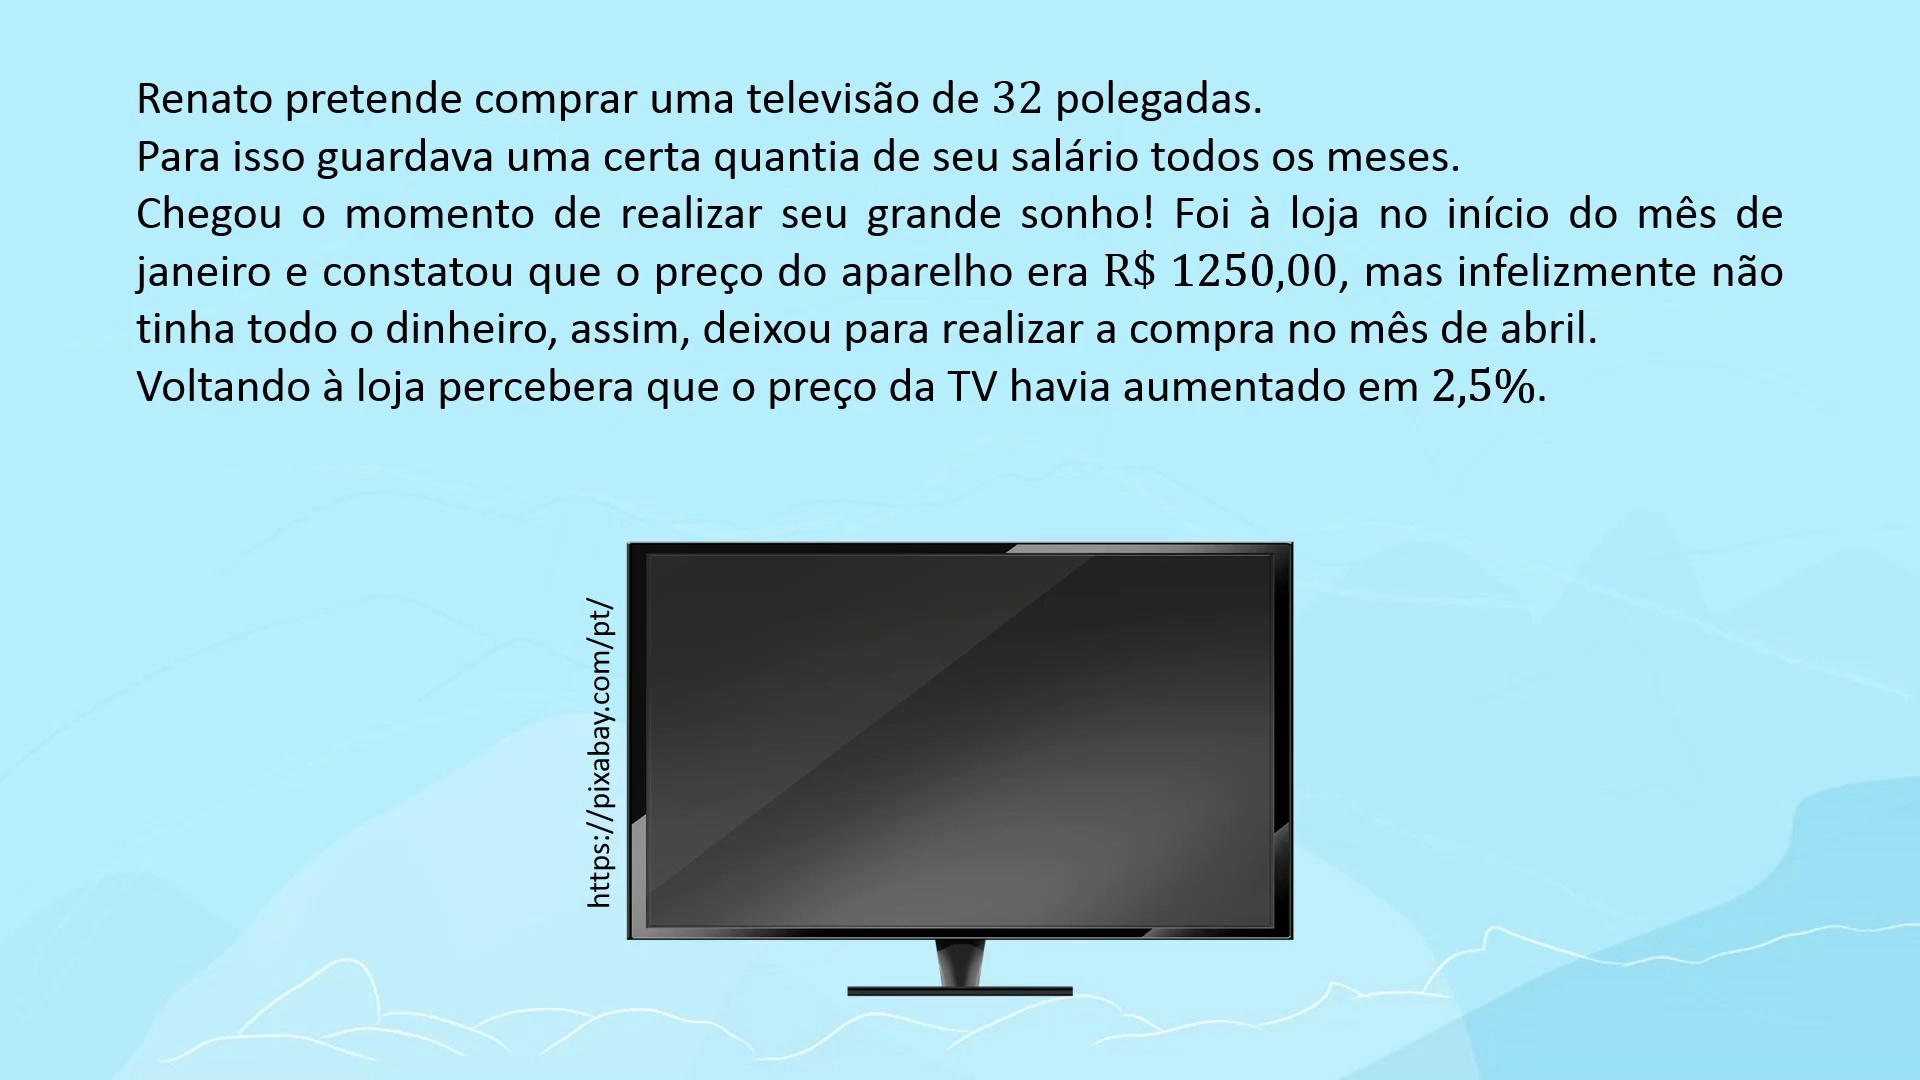 Renato pretende comprar uma televisão de 32 polegadas.
Para isso guardava uma certa quantia de seu salário todos os meses.
Chegou o momento de realizar seu grande sonho! Foi à loja no início do mês de
janeiro e constatou que o preço do aparelho era R$ 1250,00, mas infelizmente não
tinha todo o dinheiro, assim, deixou para realizar a compra no mês de abril.
Voltando à loja percebera que o preço da TV havia aumentado em 2,5%.
https://pixabay.com/pt/